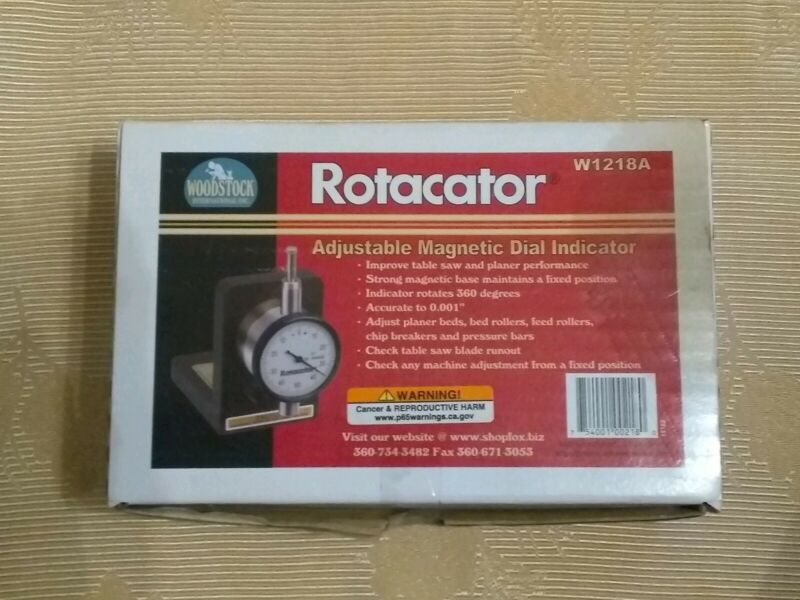 WOODSTOCK
INTERNATIONAL INC.
Rotacator®
W1218A
Adjustable Magnetic Dial Indicator
· Improve table saw and planer performance
· Strong magnetic base maintains a fixed position
· Indicator rotates 360 degrees
· Accurate to 0.001"
· Adjust planer beds, bed rollers, feed rollers,
chip breakers and pressure bars
· Check table saw blade runout
· Check any machine adjustment from a fixed position
⚠WARNING!
Cancer & REPRODUCTIVE HARM
www.p65warnings.ca.gov
Visit our website @ www.shopfox.biz
360-734-3482 Fax 360-671-3053
7 54001 00218